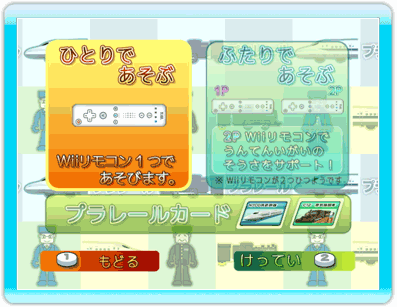 ひとりで
あそぶ
Wiiリモコン1つで
あそびます。
ふたりで
あそぶ
1P 2P
2P Wiiリモコンで
うんてんいがいの
そうさをサポート！
※Wiiリモコンが2つひつようです
プラレールカード
1 もどる
けってい 2